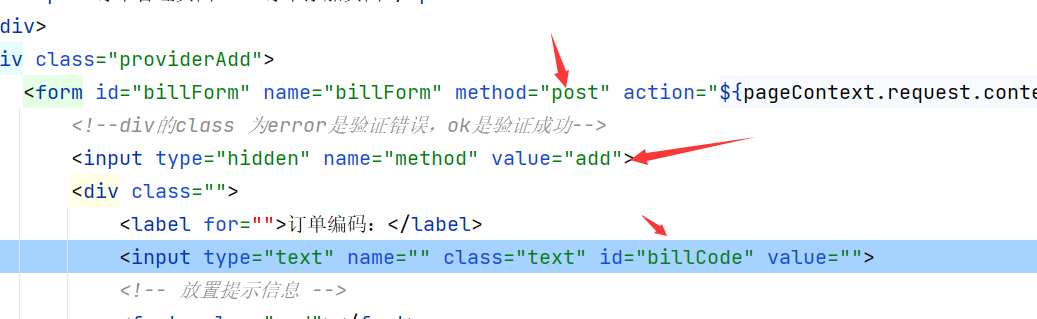 div>
iv class="providerAdd">
<form id="billForm" name="billForm" method="post" action="${pageContext.request.conte
<!--div的class 为error是验证错误，ok是验证成功-->
<input type="hidden" name="method" value="add">
<div class="">
<label for="">订单编码：</label>
<input type="text" name="" class="text" id="billCode" value="">
<!-- 放置提示信息 -->